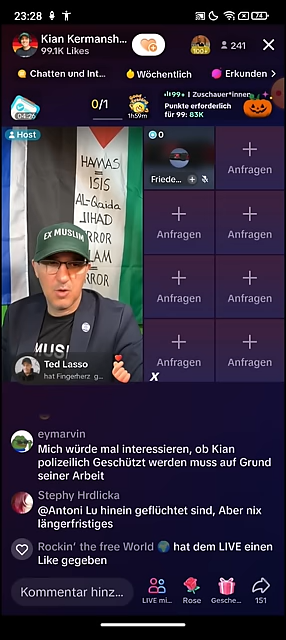 23:28
74
Kian Kermansh...
99.1K Likes
100+
241
Chatten und Int...
Wöchentlich
Erkunden
04:26
0/1
1h59m
99+ | Zuschauer*innen
Punkte erforderlich
für 99: 83K
Host
0
HAMAS
=
ISIS
AL-Qaida
JIHAD
RROR
LAM
=
RROR
EX MUSLIM
MUSL
Ted Lasso
hat Fingerherz g...
Friede...
Anfragen
Anfragen
Anfragen
Anfragen
Anfragen
Anfragen
Anfragen
X
eymarvin
Mich würde mal interessieren, ob Kian
polizeilich Geschützt werden muss auf Grund
seiner Arbeit
Stephy Hrdlicka
@Antoni Lu hinein geflüchtet sind, Aber nix
längerfristiges
Rockin’ the free World 🌍 hat dem LIVE einen
Like gegeben
Kommentar hinz...
LIVE mi...
Rose
Gesche...
151